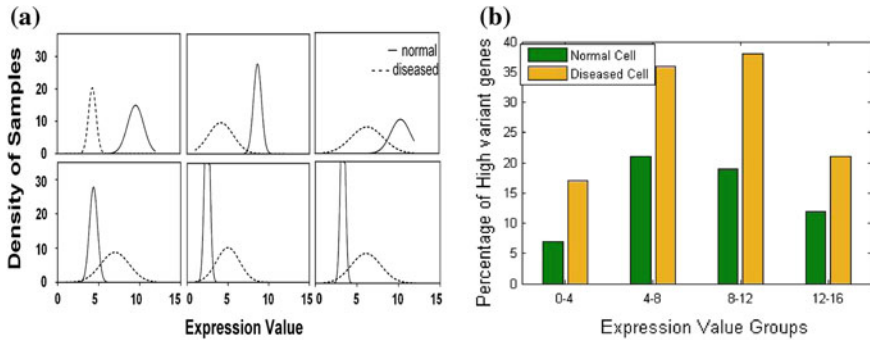 (a)
Density of Samples
30
20
10
0
normal
diseased
30
20
10
0
0 5 10 15 0 5 10 15 0 5 10 15
Expression Value
(b)
Percentage of High variant genes
40
35
30
25
20
15
10
5
0
Normal Cell
Diseased Cell
0-4 4-8 8-12 12-16
Expression Value Groups